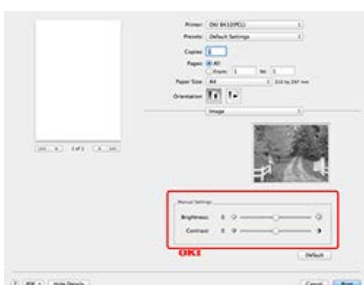 Printer: OKI B432(PCL)
Presets: Default Settings
Copies: 1
Pages: All
From: 1 to: 1
Paper Size: A4 210 by 297 mm
Orientation:
Image
1 of 1
Manual Settings
Brightness: 0
Contrast: 0
OKI
Default
? PDF Hide Details Cancel Print